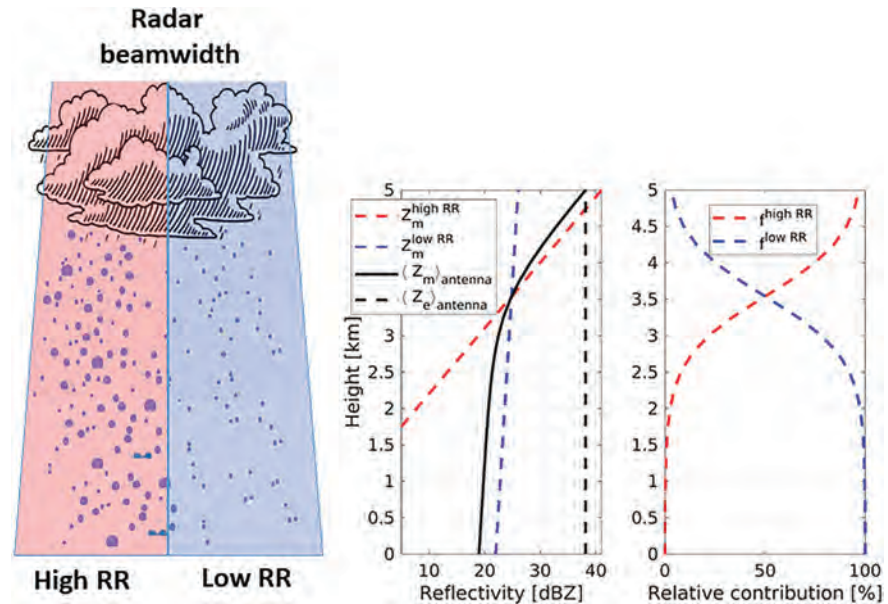 Radar
beamwidth
High RR
Low RR
Z_m^high RR
Z_m^low RR
⟨Z_m⟩_antenna
⟨Z_e⟩_antenna
Height [km]
5
3.5
3
2.5
2
1.5
1
0.5
0
10
20
30
40
Reflectivity [dBZ]
f^high RR
f^low RR
5
4.5
4
3.5
3
2.5
2
1.5
1
0.5
0
0
50
100
Relative contribution [%]